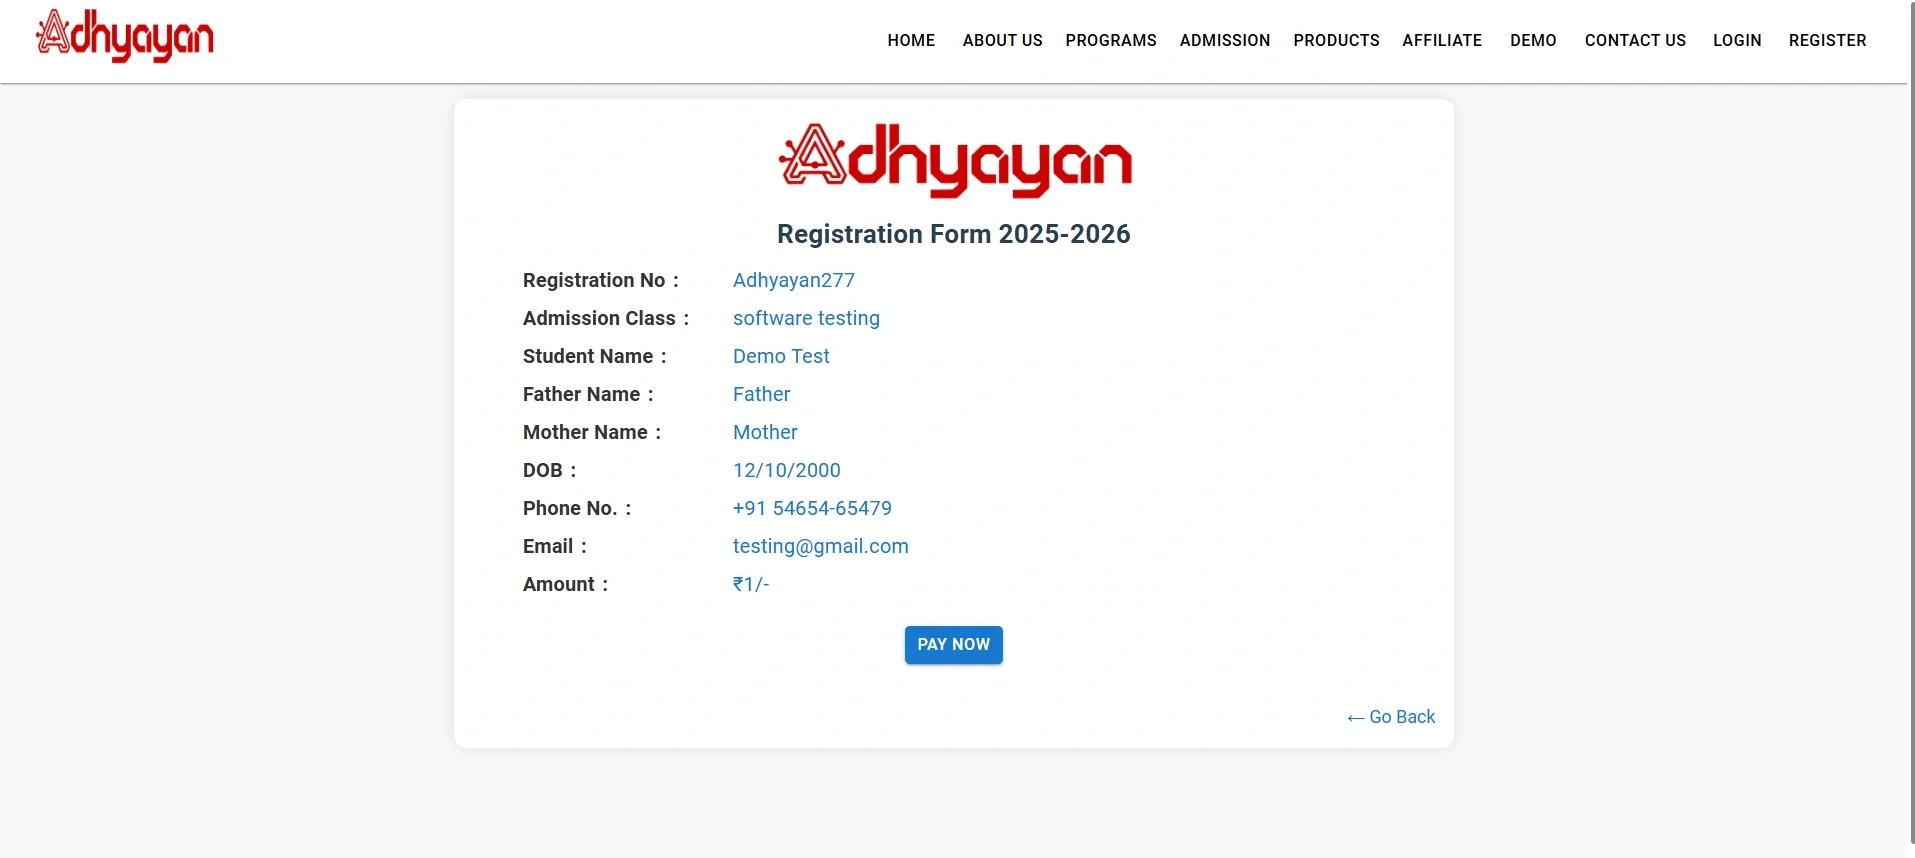 Adhyayan
HOME ABOUT US PROGRAMS ADMISSION PRODUCTS AFFILIATE DEMO CONTACT US LOGIN REGISTER
Adhyayan
Registration Form 2025-2026
Registration No : Adhyayan277
Admission Class : software testing
Student Name : Demo Test
Father Name : Father
Mother Name : Mother
DOB : 12/10/2000
Phone No. : +91 54654-65479
Email : testing@gmail.com
Amount : ₹1/-
PAY NOW
← Go Back